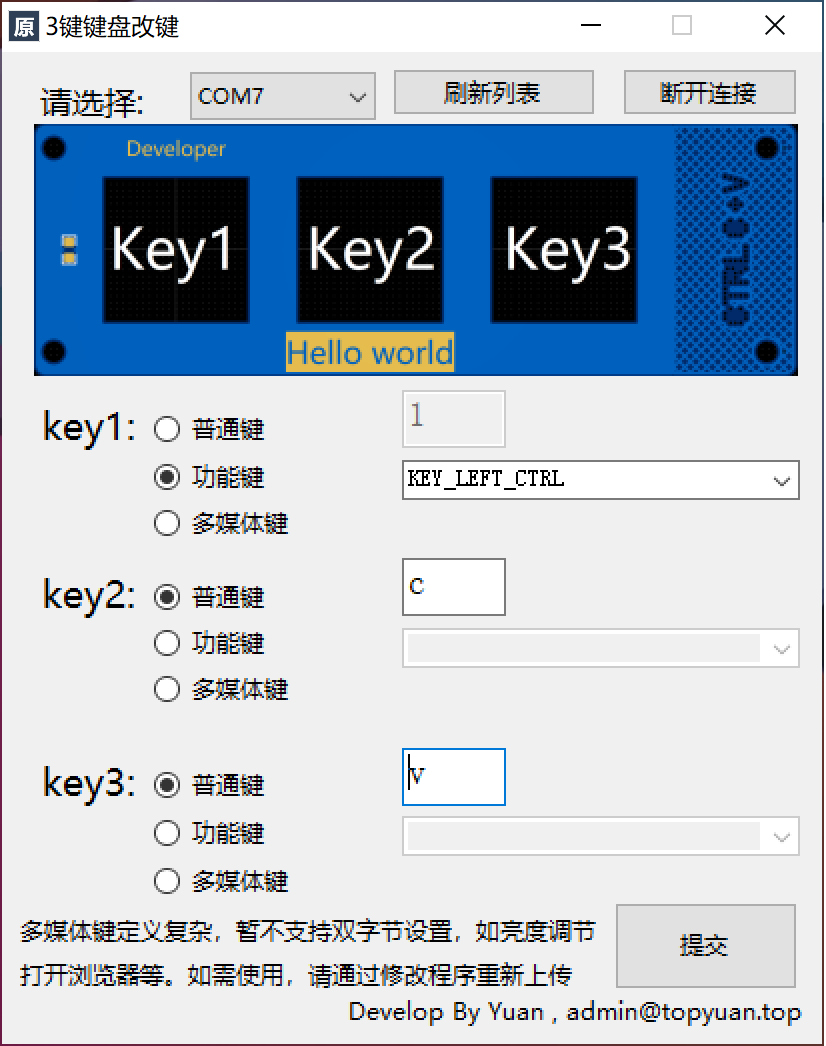 原 3键键盘改键
请选择: COM7 刷新列表 断开连接
Developer
Key1 Key2 Key3
CTRL C+V
Hello world
key1: 普通键 1
功能键 KEY_LEFT_CTRL
多媒体键
key2: 普通键 c
功能键
多媒体键
key3: 普通键 v
功能键
多媒体键
多媒体键定义复杂，暂不支持双字节设置，如亮度调节
打开浏览器等。如需使用，请通过修改程序重新上传
提交
Develop By Yuan , admin@topyuan.top